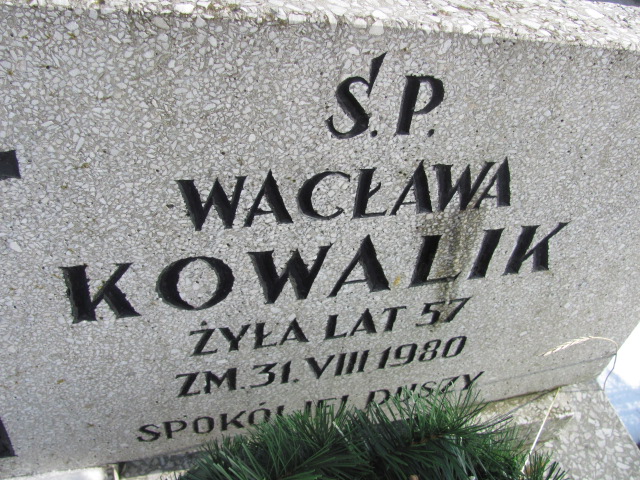 Ś.P.
WACŁAWA
KOWALIK
ŻYŁA LAT 57
ZM. 31. VIII 1980
SPOKÓJ JEJ DUSZY